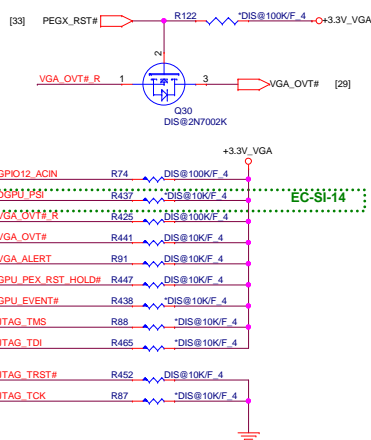 [33] PEGX_RST# R122 *DIS@100K/F_4 +3.3V_VGA
2
VGA_OVT#_R 1 3 VGA_OVT# [29]
Q30
DIS@2N7002K
+3.3V_VGA
GPIO12_ACIN R74 DIS@100K/F_4
DGPU_PSI R437 *DIS@10K/F_4 EC-SI-14
VGA_OVT#_R R425 DIS@100K/F_4
VGA_OVT# R441 DIS@10K/F_4
VGA_ALERT R91 DIS@10K/F_4
GPU_PEX_RST_HOLD# R447 DIS@10K/F_4
GPU_EVENT# R438 *DIS@10K/F_4
JTAG_TMS R88 *DIS@10K/F_4
JTAG_TDI R465 *DIS@10K/F_4
JTAG_TRST# R452 DIS@10K/F_4
JTAG_TCK R87 *DIS@10K/F_4